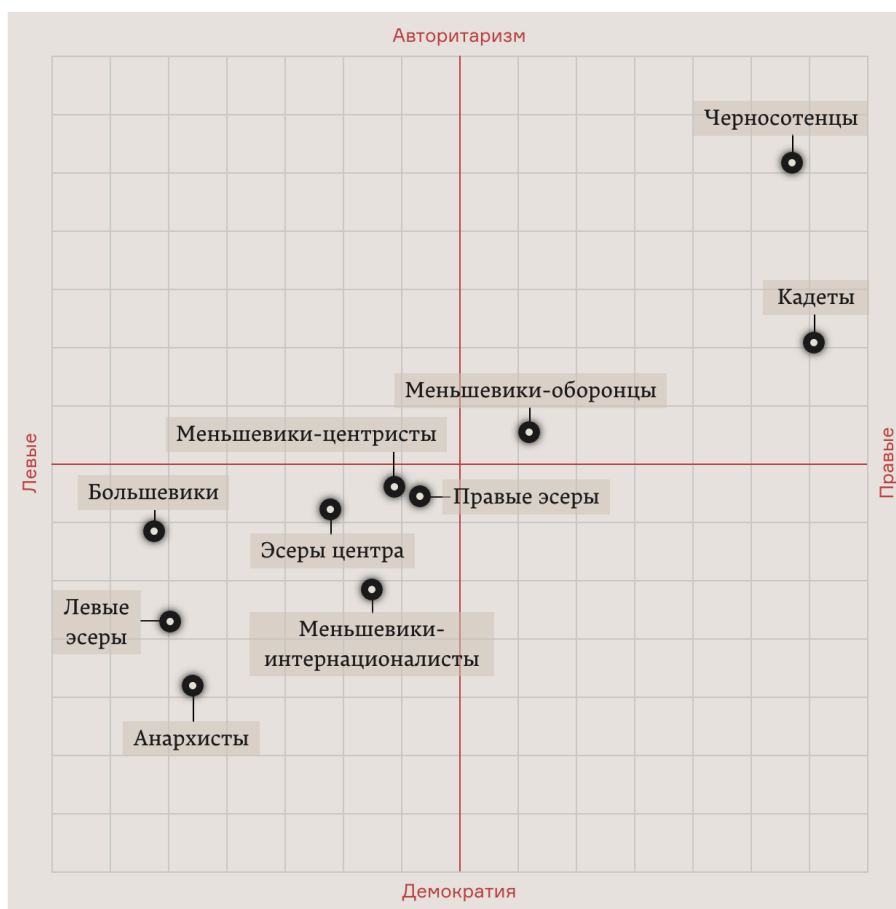 Авторитаризм
Черносотенцы
Кадеты
Меньшевики-оборонцы
Меньшевики-центристы
Левые
Правые
Большевики
Правые эсеры
Эсеры центра
Левые
эсеры
Меньшевики-
интернационалисты
Анархисты
Демократия